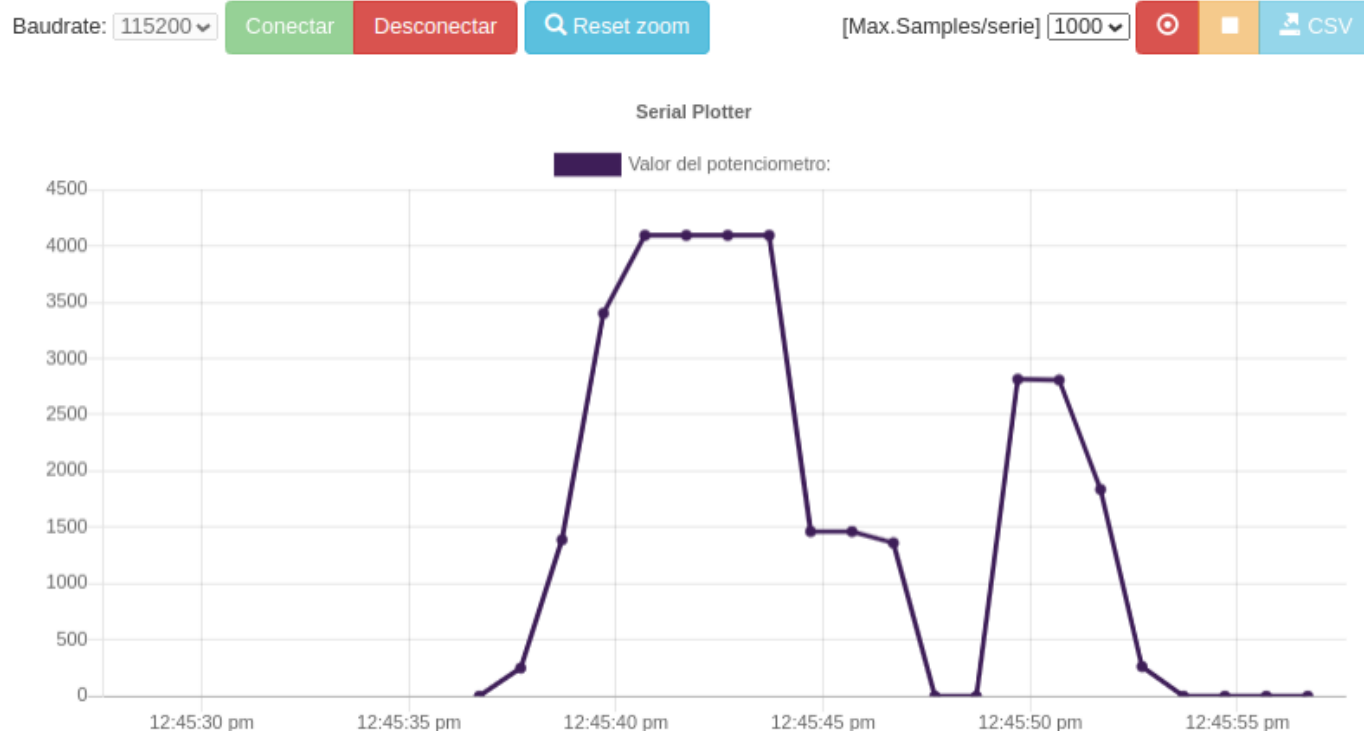 Baudrate: 115200 Conectar Desconectar Reset zoom [Max.Samples/serie] 1000 CSV
Serial Plotter
Valor del potenciometro:
4500
4000
3500
3000
2500
2000
1500
1000
500
0
12:45:30 pm 12:45:35 pm 12:45:40 pm 12:45:45 pm 12:45:50 pm 12:45:55 pm